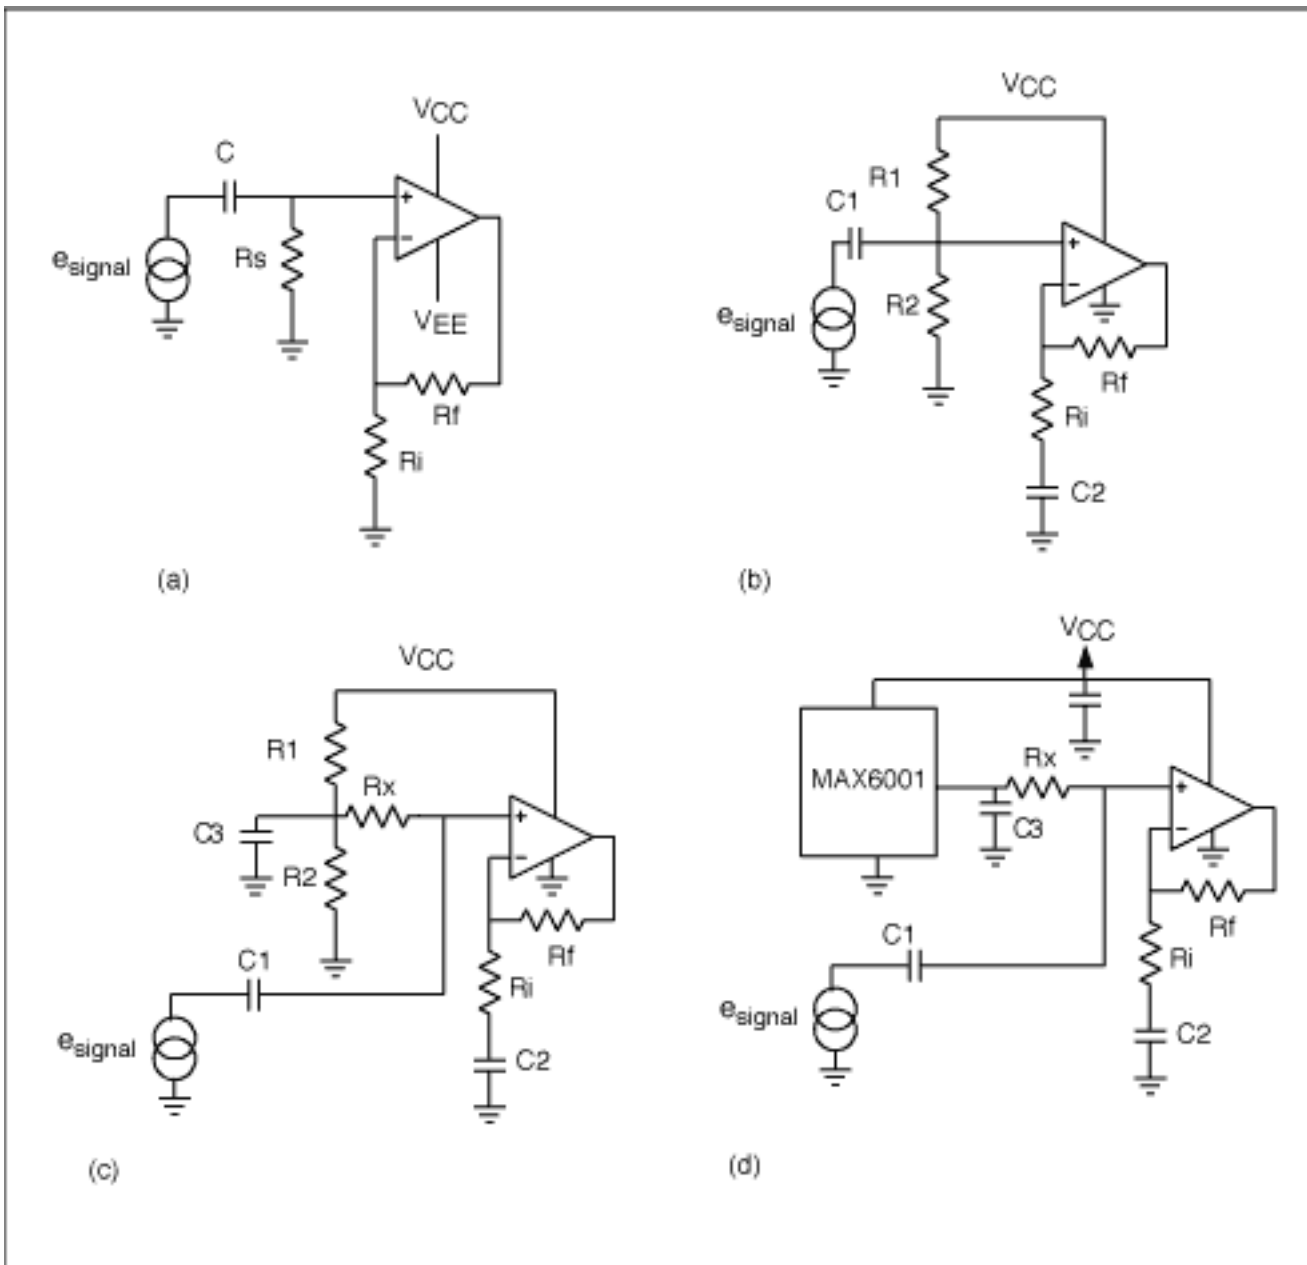 VCC
C
Rs
esignal
VEE
Rf
Ri
(a)
VCC
R1
C1
R2
esignal
Rf
Ri
C2
(b)
VCC
R1
Rx
C3
R2
C1
Rf
Ri
esignal
C2
(c)
VCC
MAX6001
Rx
C3
C1
Rf
Ri
esignal
C2
(d)